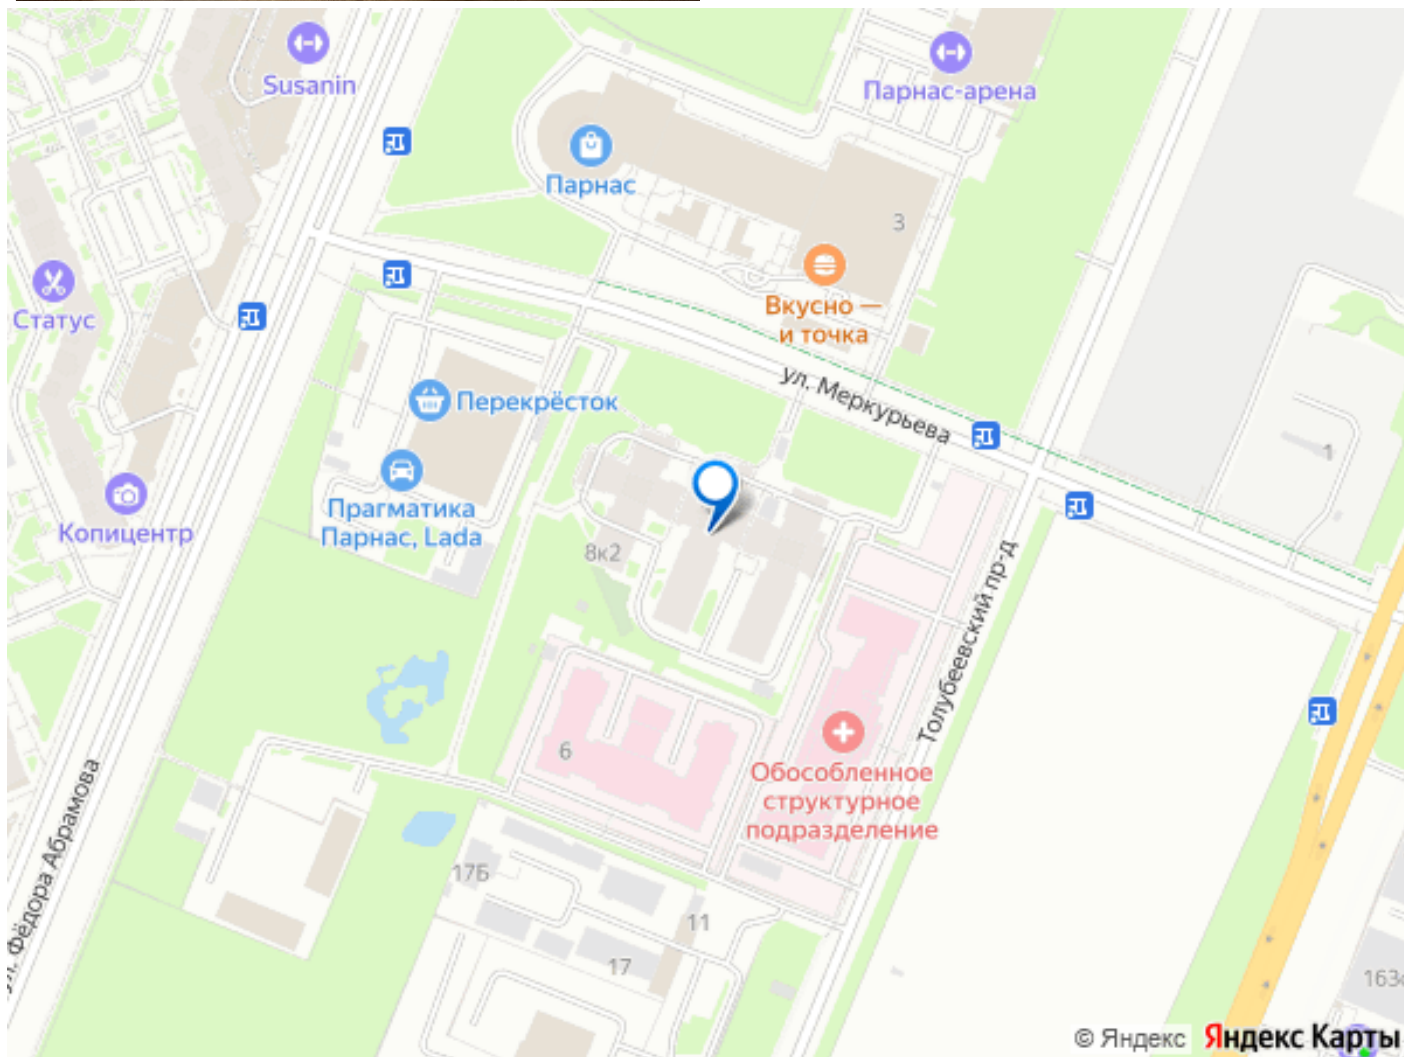 Susanin
Парнас-арена
Парнас
3
Вкусно —
и точка
Статус
ул. Меркурьева
Перекрёсток
1
Прагматика
Парнас, Lada
Копицентр
8к2
Толубеевский пр-д
6
Обособленное
структурное
подразделение
ул. Фёдора Абрамова
17Б
11
17
© Яндекс Яндекс Карты